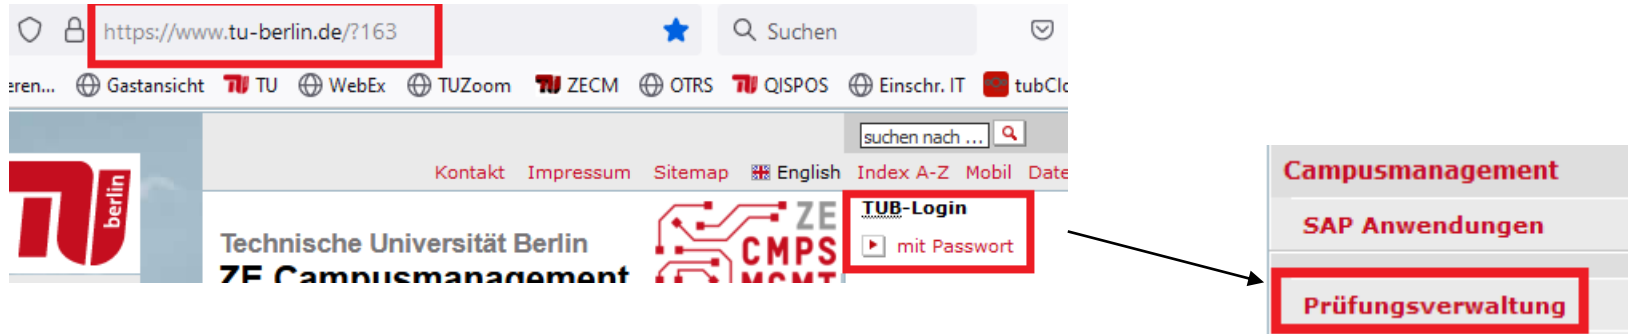 https://www.tu-berlin.de/?163
Suchen
eren... Gastansicht TU WebEx TUZoom ZECM OTRS QISPOS Einschr. IT tubClo
suchen nach ...
Kontakt Impressum Sitemap English Index A-Z Mobil Date
berlin
Technische Universität Berlin
ZE Campusmanagement
ZE
CMPS
MGMT
TUB-Login
mit Passwort
Campusmanagement
SAP Anwendungen
Prüfungsverwaltung